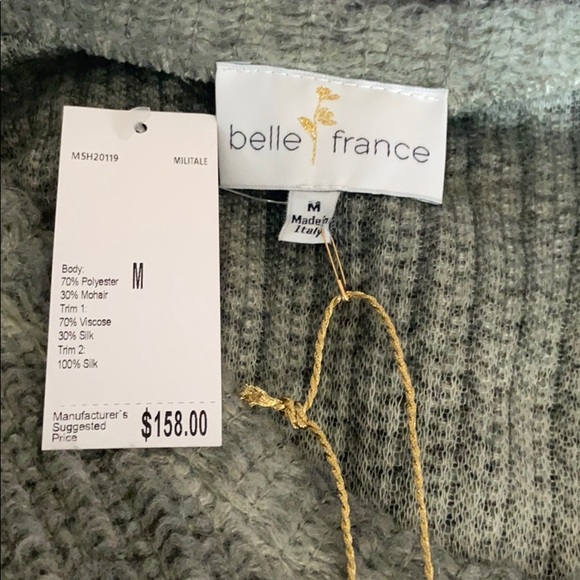 belle france
M
Made in
Italy
MSH20119 MILITALE
Body:
70% Polyester
30% Mohair
Trim 1:
70% Viscose
30% Silk
Trim 2:
100% Silk
M
Manufacturer's
Suggested
Price
$158.00